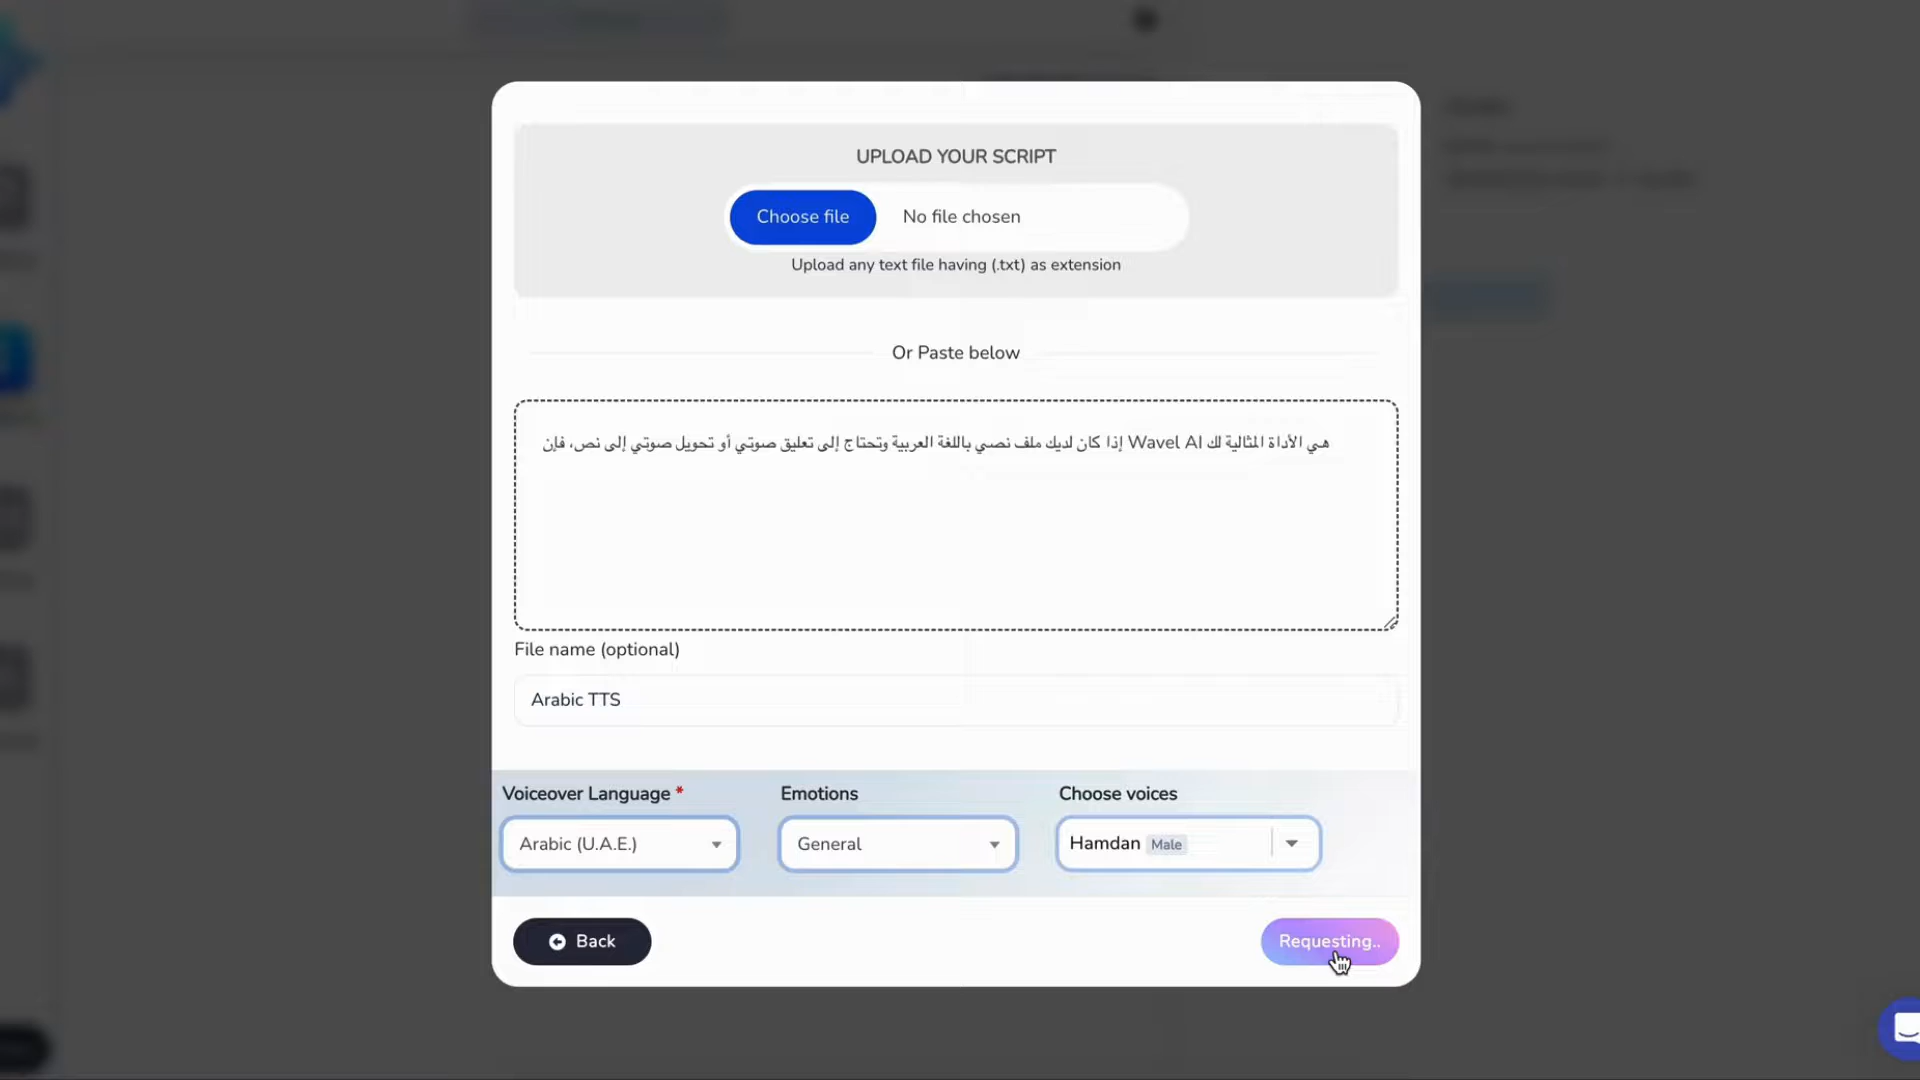 UPLOAD YOUR SCRIPT
Choose file
No file chosen
Upload any text file having (.txt) as extension
Or Paste below
إذا كان لديك ملف نصي باللغة العربية وتحتاج إلى تعليق صوتي أو تحويل صوتي إلى نص، فإن Wavel AI هي الأداة المثالية لك
File name (optional)
Arabic TTS
Voiceover Language *
Emotions
Choose voices
Arabic (U.A.E.)
General
Hamdan Male
Back
Requesting..